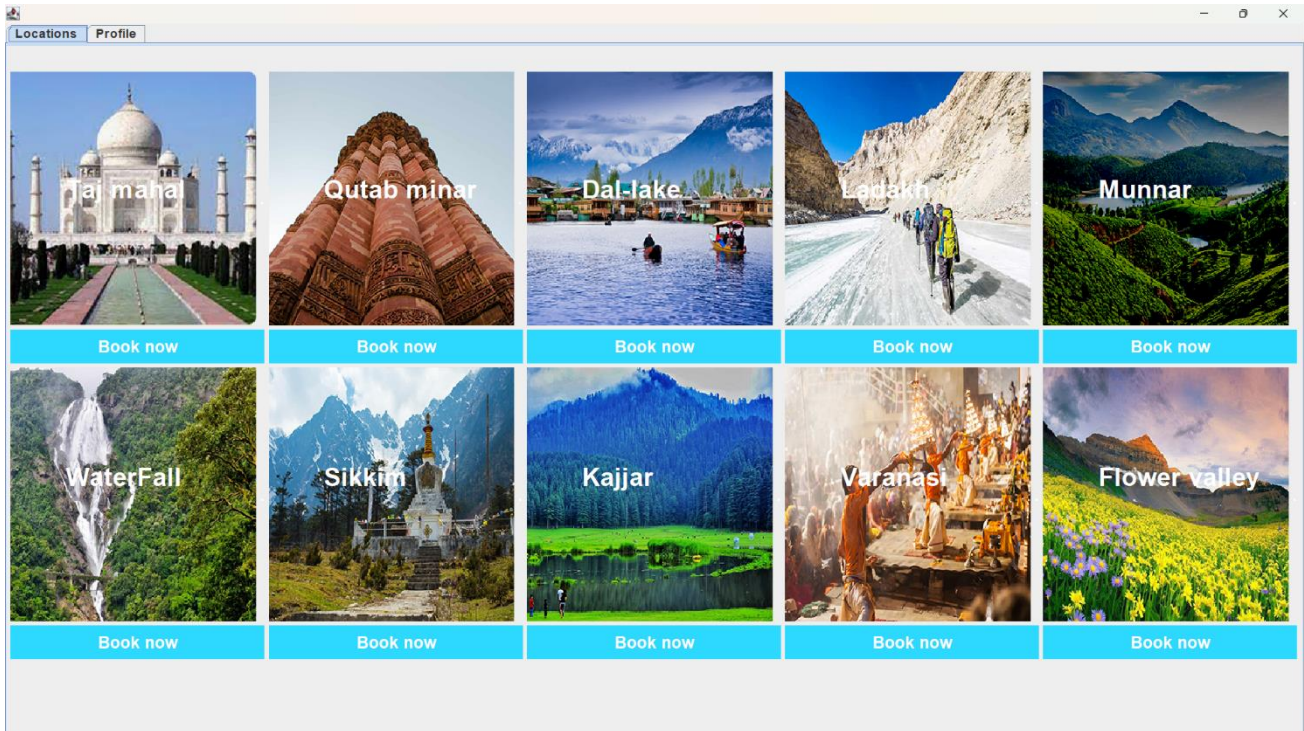 Locations Profile
Taj mahal Qutab minar Dal-lake Ladakh Munnar
Book now Book now Book now Book now Book now
WaterFall Sikkim Kajjar Varanasi Flower valley
Book now Book now Book now Book now Book now